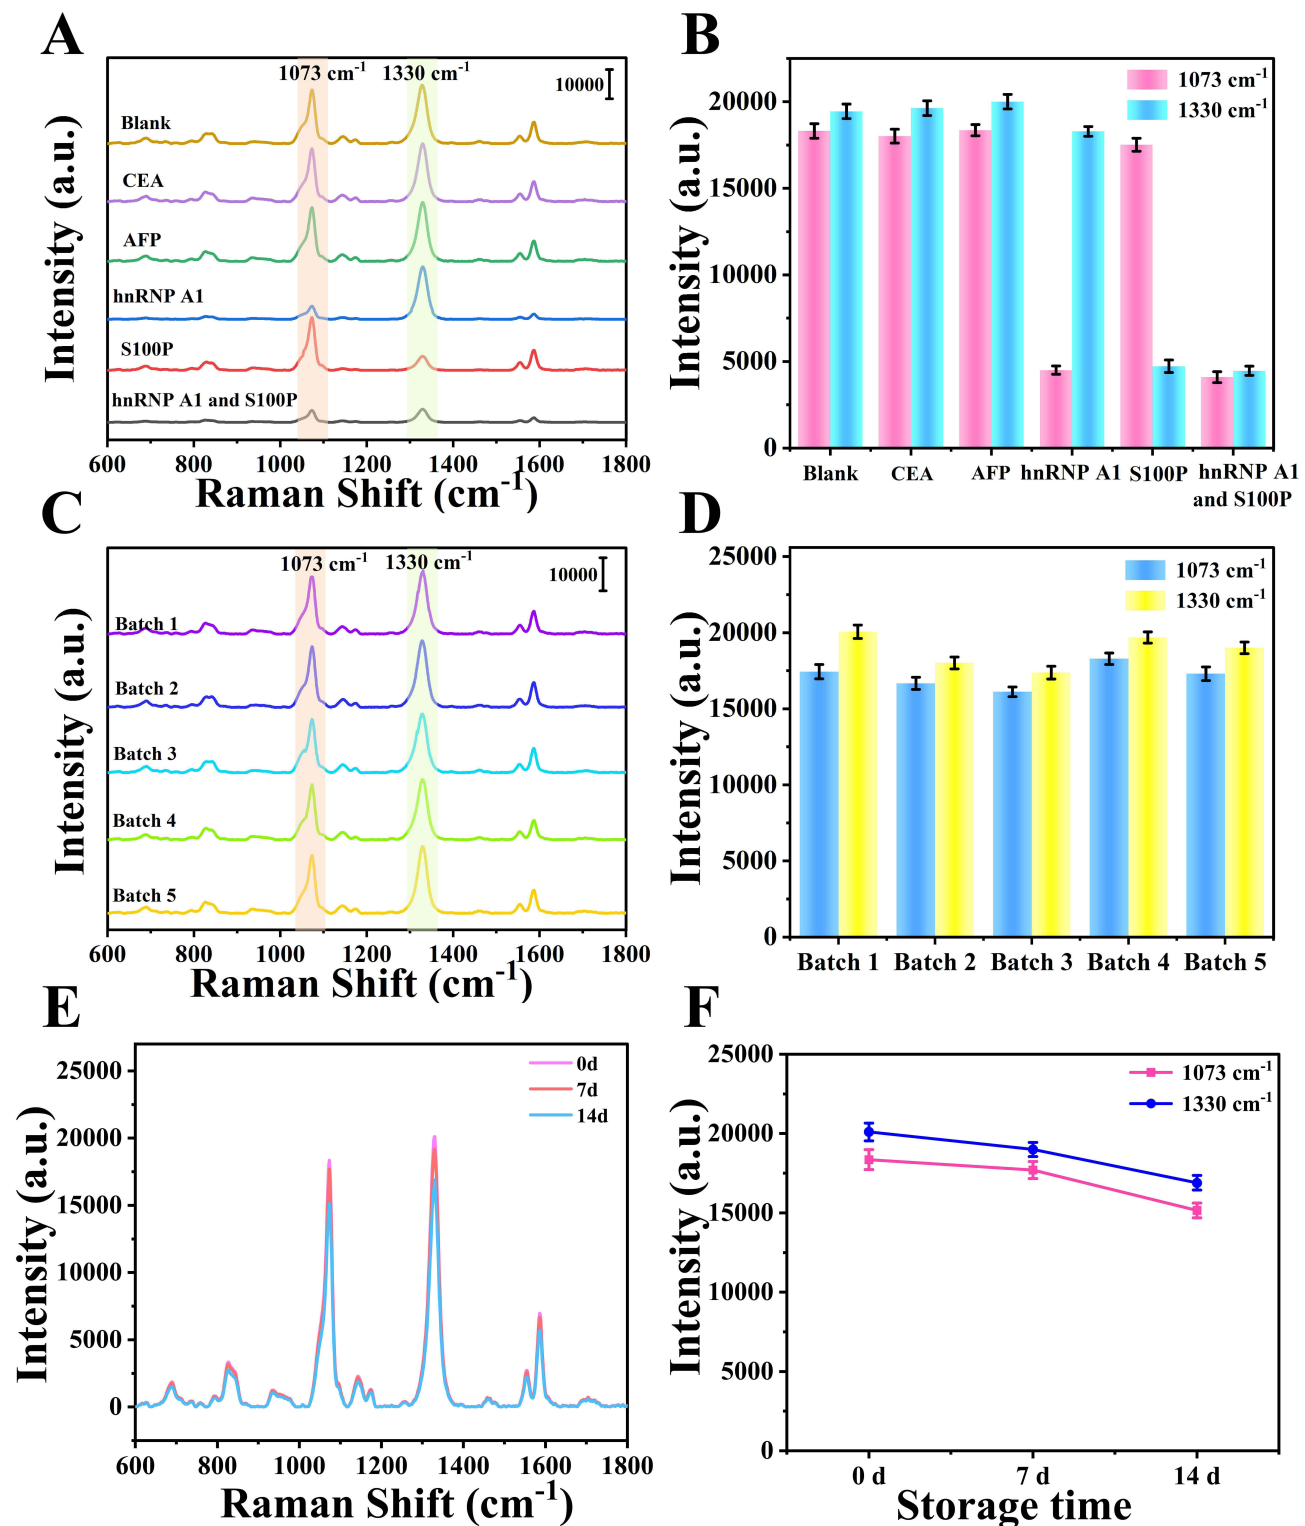 A
1073 cm⁻¹
1330 cm⁻¹
10000
Blank
CEA
AFP
hnRNP A1
S100P
hnRNP A1 and S100P
Intensity (a.u.)
600 800 1000 1200 1400 1600 1800
Raman Shift (cm⁻¹)
B
1073 cm⁻¹
1330 cm⁻¹
20000
15000
10000
5000
0
Intensity (a.u.)
Blank CEA AFP hnRNP A1 S100P hnRNP A1
and S100P
C
1073 cm⁻¹
1330 cm⁻¹
10000
Batch 1
Batch 2
Batch 3
Batch 4
Batch 5
Intensity (a.u.)
600 800 1000 1200 1400 1600 1800
Raman Shift (cm⁻¹)
D
1073 cm⁻¹
1330 cm⁻¹
25000
20000
15000
10000
5000
0
Intensity (a.u.)
Batch 1 Batch 2 Batch 3 Batch 4 Batch 5
E
0d
7d
14d
25000
20000
15000
10000
5000
0
Intensity (a.u.)
600 800 1000 1200 1400 1600 1800
Raman Shift (cm⁻¹)
F
1073 cm⁻¹
1330 cm⁻¹
25000
20000
15000
10000
5000
0
Intensity (a.u.)
0 d 7 d 14 d
Storage time